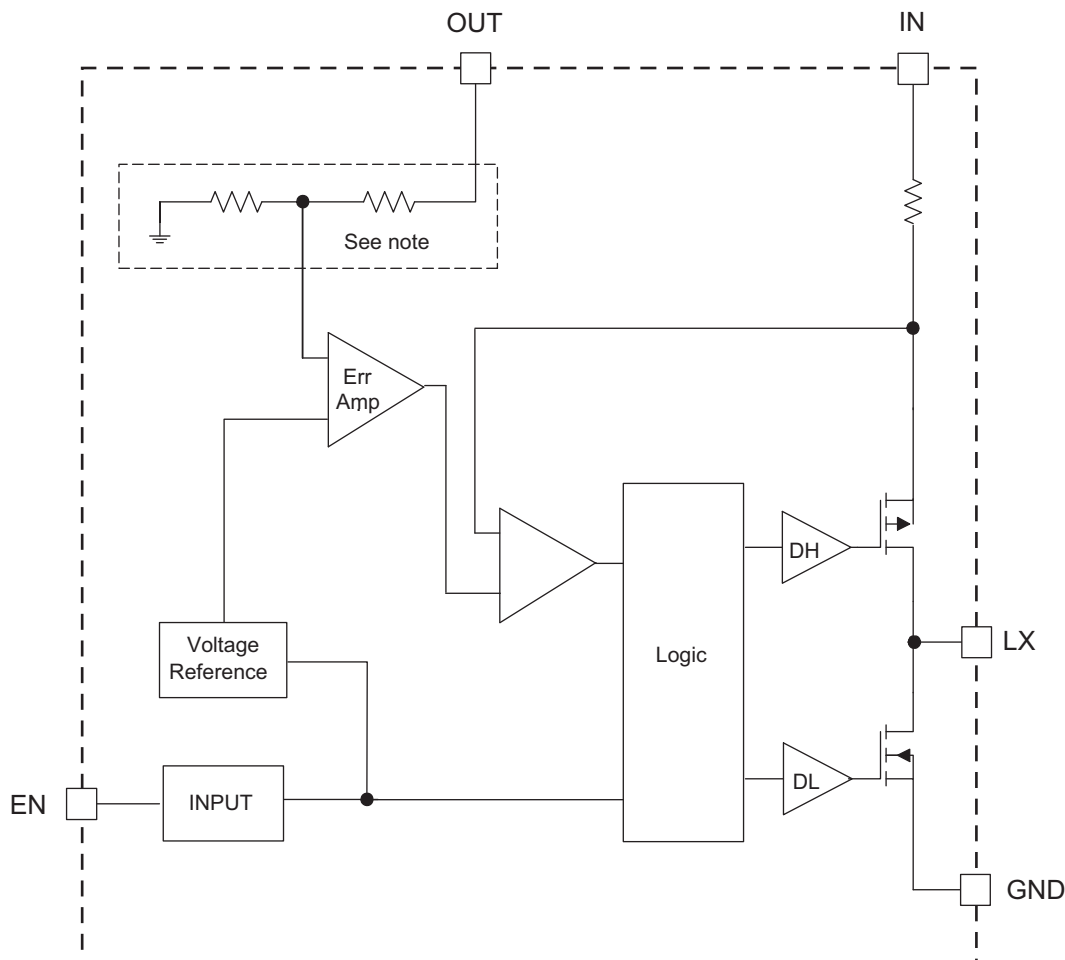 OUT
IN
See note
Err
Amp
DH
Voltage
Reference
Logic
LX
EN
INPUT
DL
GND